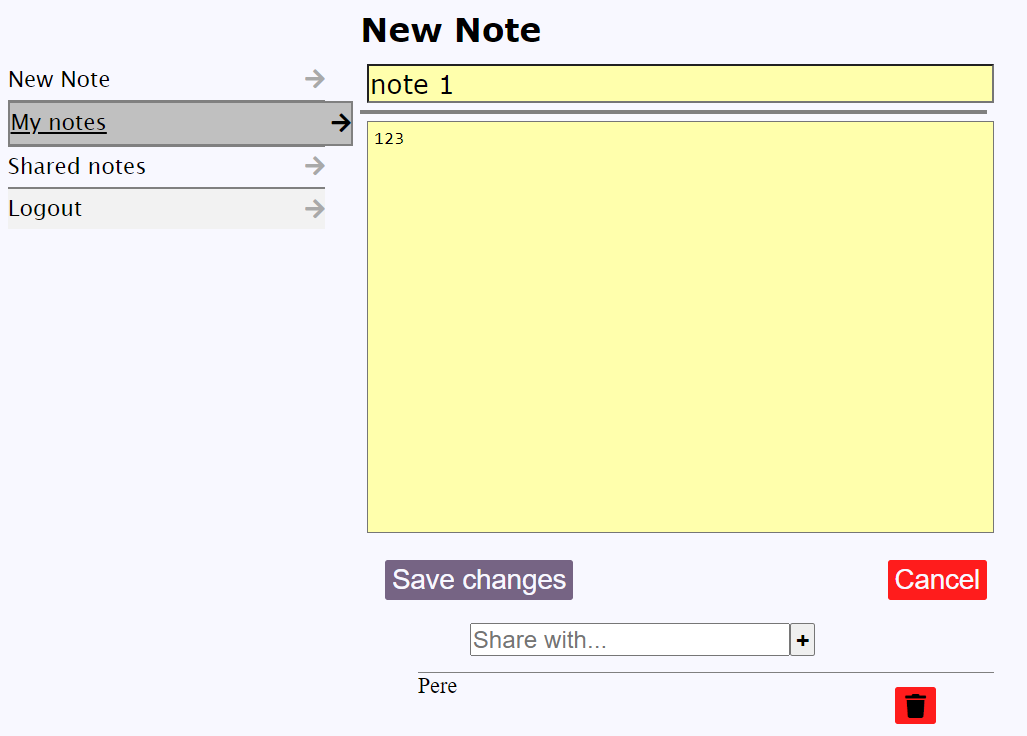 New Note
New Note
My notes
Shared notes
Logout
note 1
123
Save changes
Cancel
Share with...
+
Pere